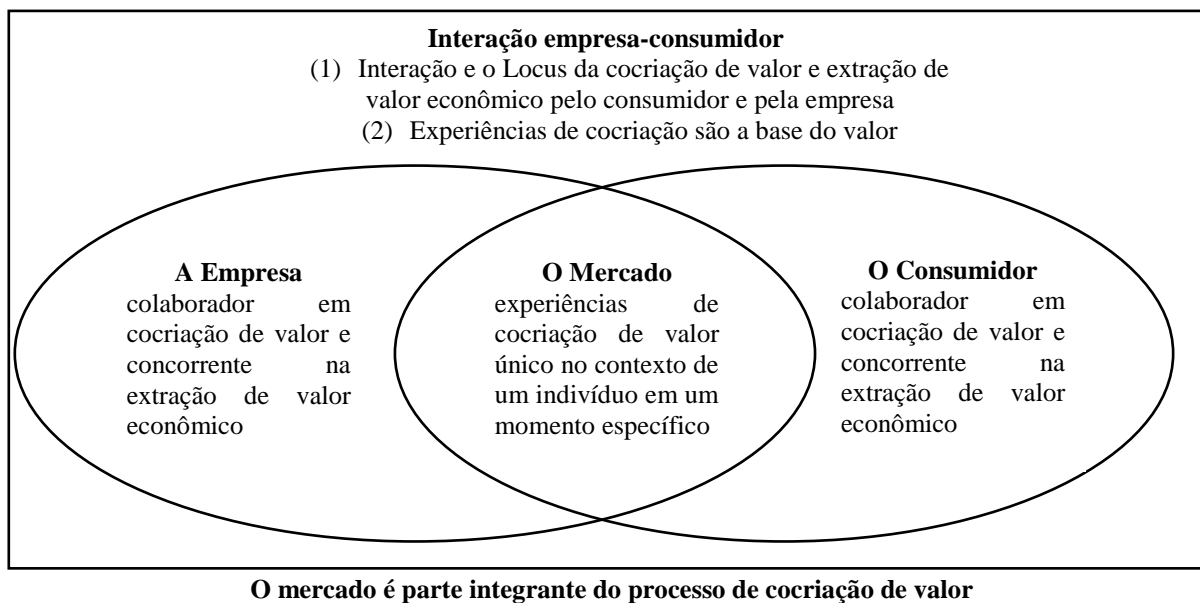 Interação empresa-consumidor
(1) Interação e o Locus da cocriação de valor e extração de
valor econômico pelo consumidor e pela empresa
(2) Experiências de cocriação são a base do valor
A Empresa
colaborador em
cocriação de valor e
concorrente na
extração de valor
econômico
O Mercado
experiências de
cocriação de valor
único no contexto de
um indivíduo em um
momento específico
O Consumidor
colaborador em
cocriação de valor e
concorrente na
extração de valor
econômico
O mercado é parte integrante do processo de cocriação de valor